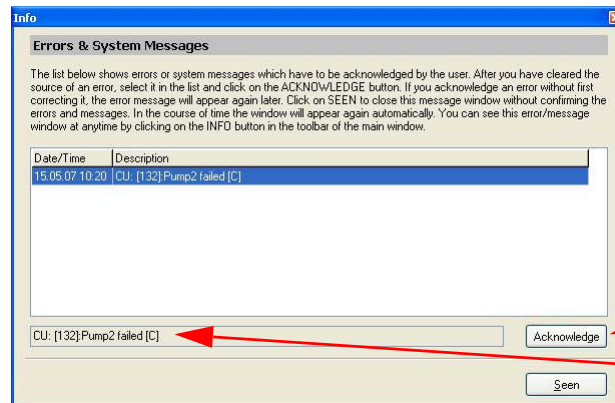 Info
Errors & System Messages
The list below shows errors or system messages which have to be acknowledged by the user. After you have cleared the
source of an error, select it in the list and click on the ACKNOWLEDGE button. If you acknowledge an error without first
correcting it, the error message will appear again later. Click on SEEN to close this message window without confirming the
errors and messages. In the course of time the window will appear again automatically. You can see this error/message
window at anytime by clicking on the INFO button in the toolbar of the main window.
Date/Time Description
15.05.07 10:20 CU: [132]:Pump2 failed [C]
CU: [132]:Pump2 failed [C] Acknowledge
Seen